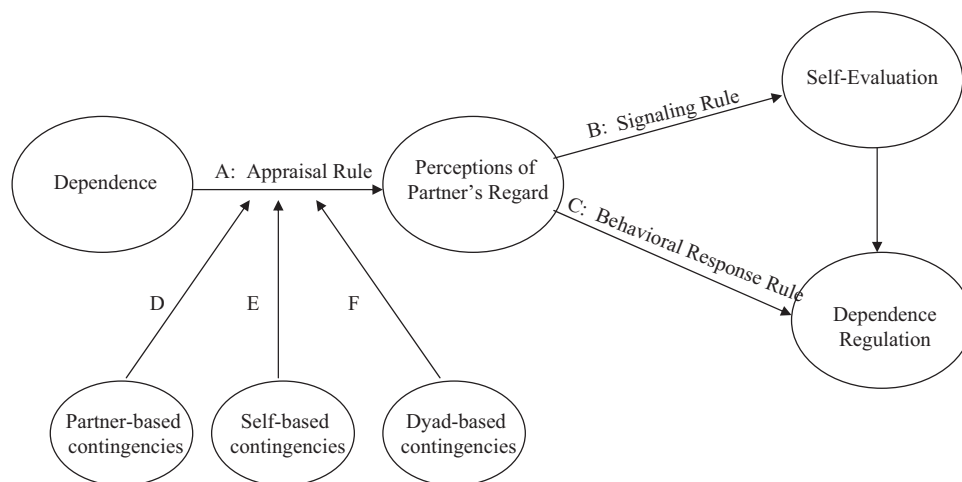 Self-Evaluation
B: Signaling Rule
Dependence
A: Appraisal Rule
Perceptions of
Partner's Regard
C: Behavioral Response Rule
D
E
F
Dependence
Regulation
Partner-based
contingencies
Self-based
contingencies
Dyad-based
contingencies